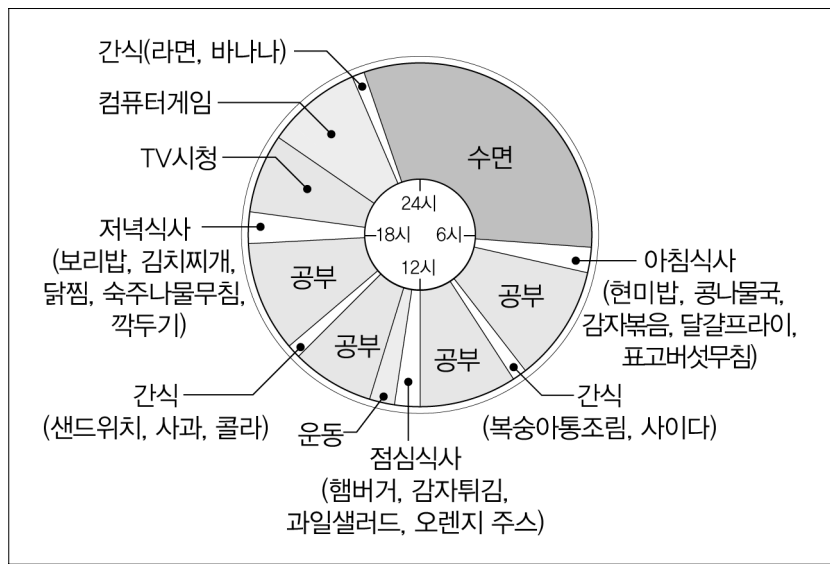 간식(라면, 바나나)
컴퓨터게임
TV시청
저녁식사
(보리밥, 김치찌개,
닭찜, 숙주나물무침,
깍두기)
간식
(샌드위치, 사과, 콜라)
운동
점심식사
(햄버거, 감자튀김,
과일샐러드, 오렌지 주스)
간식
(복숭아통조림, 사이다)
아침식사
(현미밥, 콩나물국,
감자볶음, 달걀프라이,
표고버섯무침)
수면
공부
공부
공부
공부
24시
18시
6시
12시